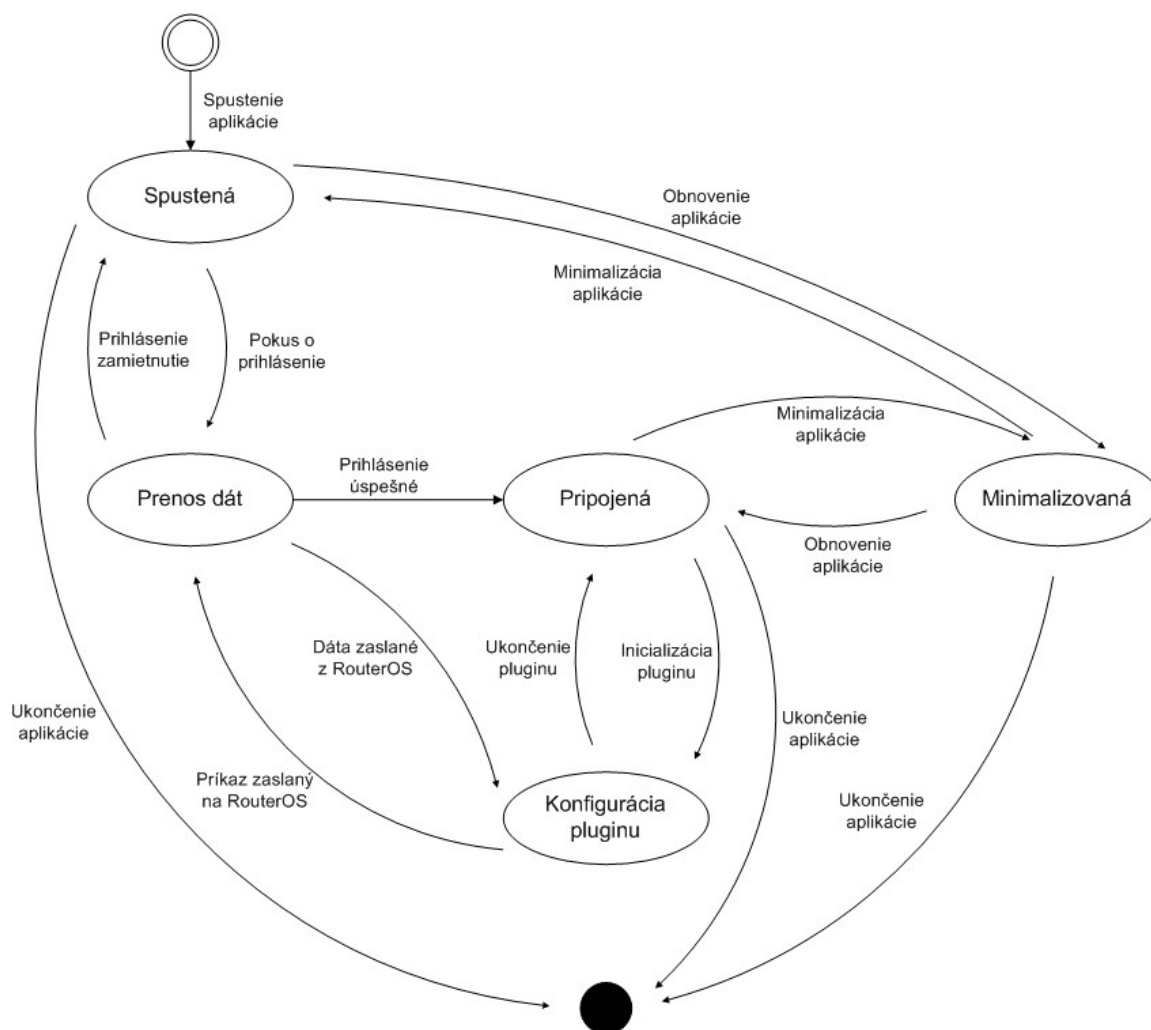 Spustenie
aplikácie
Spustená
Obnovenie
aplikácie
Minimalizácia
aplikácie
Prihlásenie
zamietnutie
Pokus o
prihlásenie
Minimalizácia
aplikácie
Prenos dát
Prihlásenie
úspešné
Pripojená
Minimalizovaná
Obnovenie
aplikácie
Dáta zaslané
z RouterOS
Ukončenie
pluginu
Inicializácia
pluginu
Ukončenie
aplikácie
Ukončenie
aplikácie
Príkaz zaslaný
na RouterOS
Konfigurácia
pluginu
Ukončenie
aplikácie